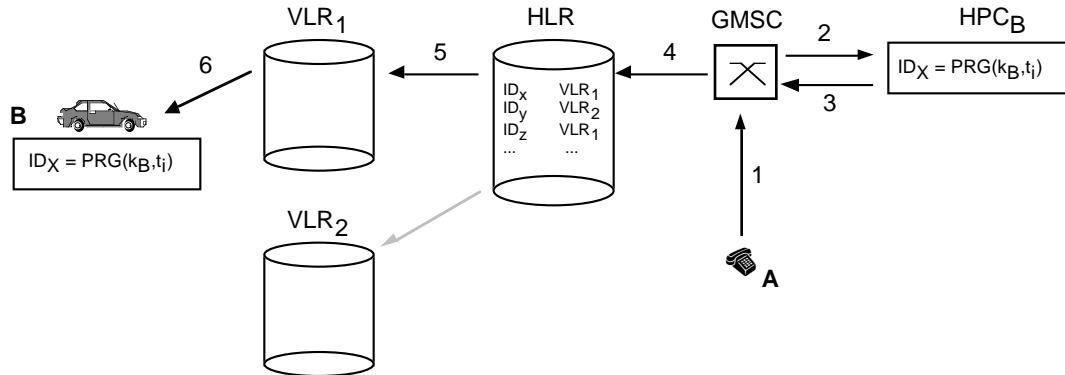 VLR1
HLR
GMSC
HPCB
6
5
4
2
3
1
B
IDX = PRG(kB,ti)
IDx VLR1
IDy VLR2
IDz VLR1
... ...
IDX = PRG(kB,ti)
VLR2
A